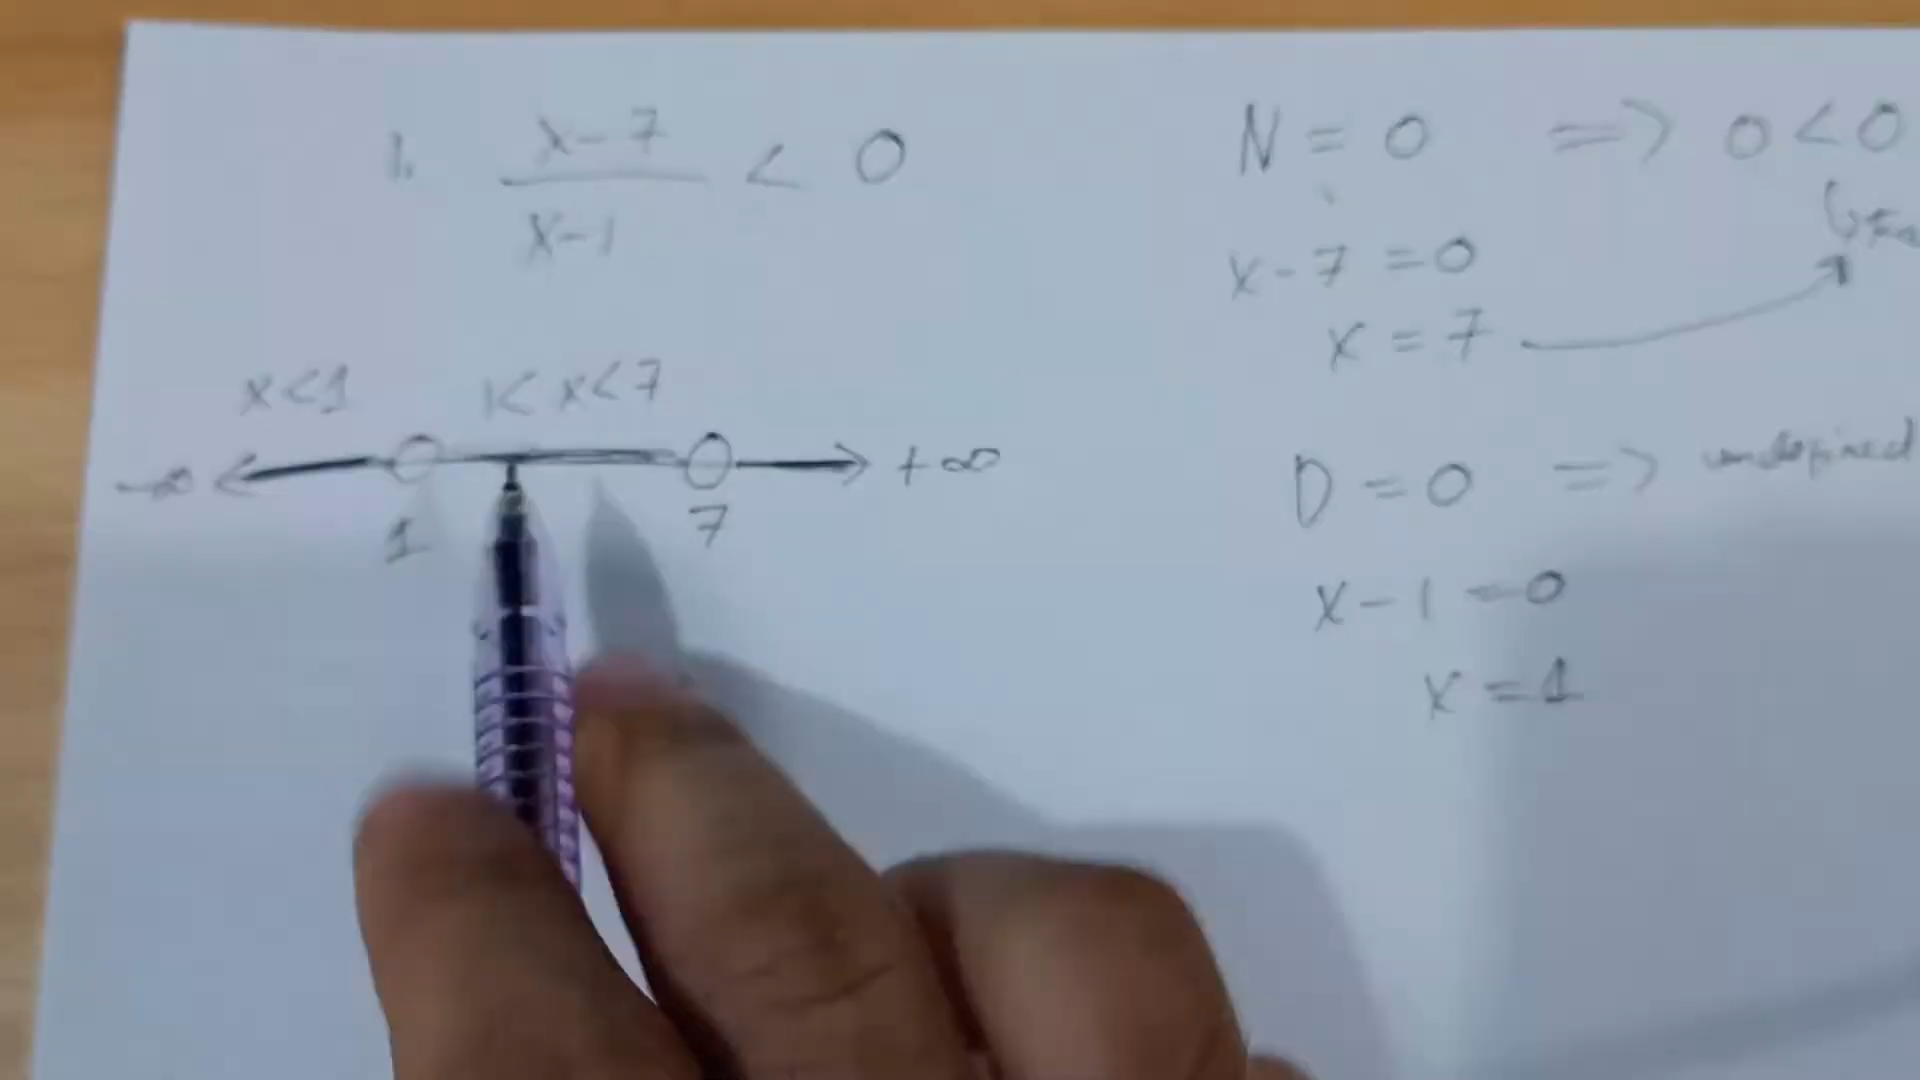 1. x-7 / x-1 < 0
x<1 1< x<7
-∞ +∞
1 7
N = 0 => 0<0
x-7=0
x=7
D=0 => undefined
x-1=0
x=1